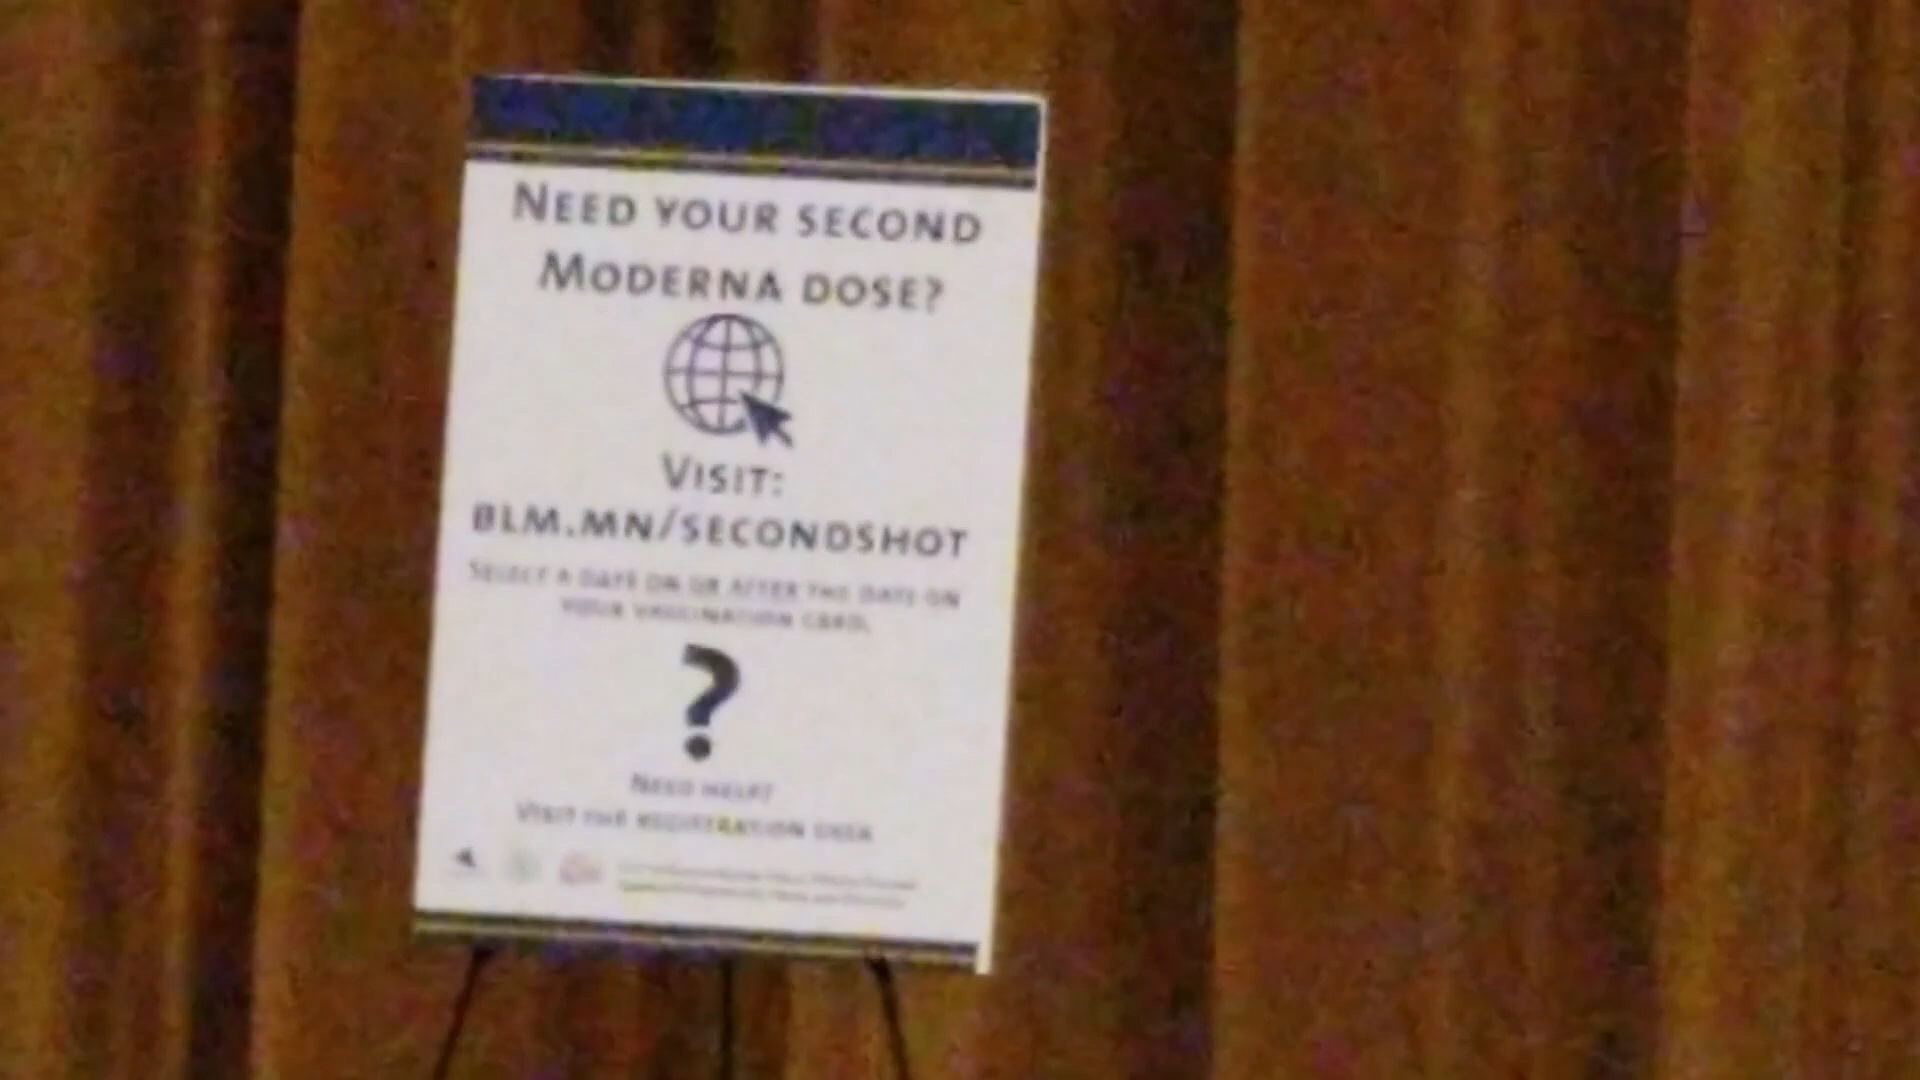 NEED YOUR SECOND
MODERNA DOSE?
VISIT:
BLM.MN/SECONDSHOT
SELECT A DATE ON OR AFTER THE DATE ON
YOUR VACCINATION CARD.
?
NEED HELP?
VISIT THE REGISTRATION DESK